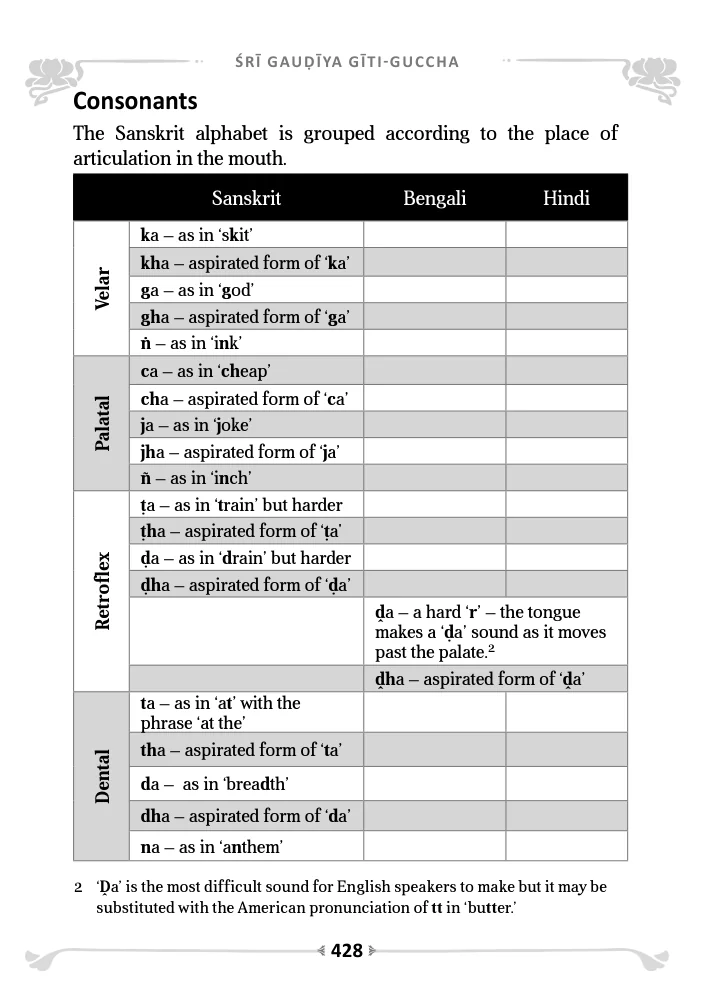 ŚRĪ GAUḌĪYA GĪTI-GUCCHA
Consonants
The Sanskrit alphabet is grouped according to the place of
articulation in the mouth.
Sanskrit Bengali Hindi
Velar
ka – as in ‘skit’
kha – aspirated form of ‘ka’
ga – as in ‘god’
gha – aspirated form of ‘ga’
ṅ – as in ‘ink’
Palatal
ca – as in ‘cheap’
cha – aspirated form of ‘ca’
ja – as in ‘joke’
jha – aspirated form of ‘ja’
ñ – as in ‘inch’
Retroflex
ṭa – as in ‘train’ but harder
ṭha – aspirated form of ‘ṭa’
ḍa – as in ‘drain’ but harder
ḍha – aspirated form of ‘ḍa’
ḓa – a hard ‘r’ – the tongue
makes a ‘ḍa’ sound as it moves
past the palate.²
ḓha – aspirated form of ‘ḓa’
Dental
ta – as in ‘at’ with the
phrase ‘at the’
tha – aspirated form of ‘ta’
da – as in ‘breadth’
dha – aspirated form of ‘da’
na – as in ‘anthem’
2 ‘Ḓa’ is the most difficult sound for English speakers to make but it may be
substituted with the American pronunciation of tt in ‘butter.’
428